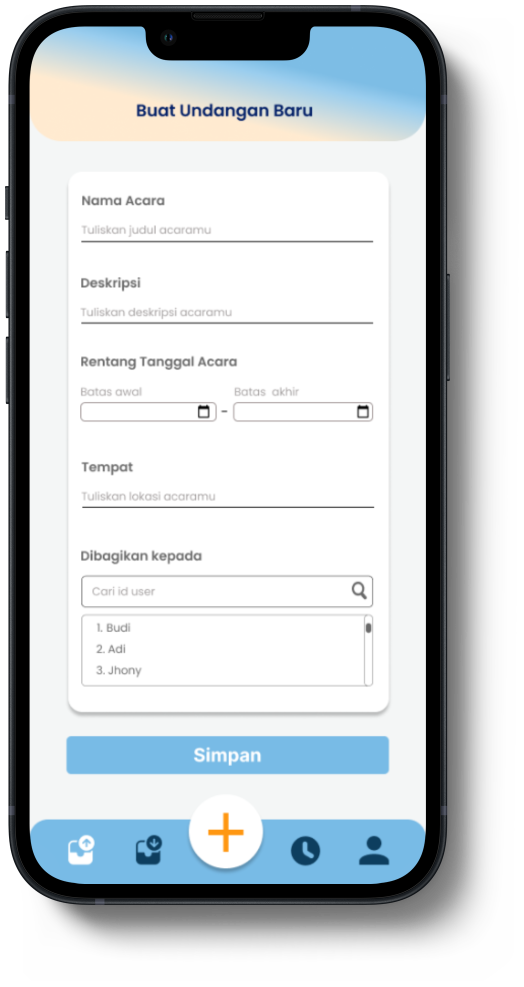 Buat Undangan Baru
Nama Acara
Tuliskan judul acaramu
Deskripsi
Tuliskan deskripsi acaramu
Rentang Tanggal Acara
Batas awal Batas akhir
-
Tempat
Tuliskan lokasi acaramu
Dibagikan kepada
Cari id user
1. Budi
2. Adi
3. Jhony
Simpan